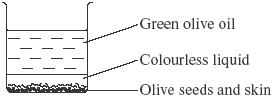 Green olive oil
Colourless liquid
Olive seeds and skin